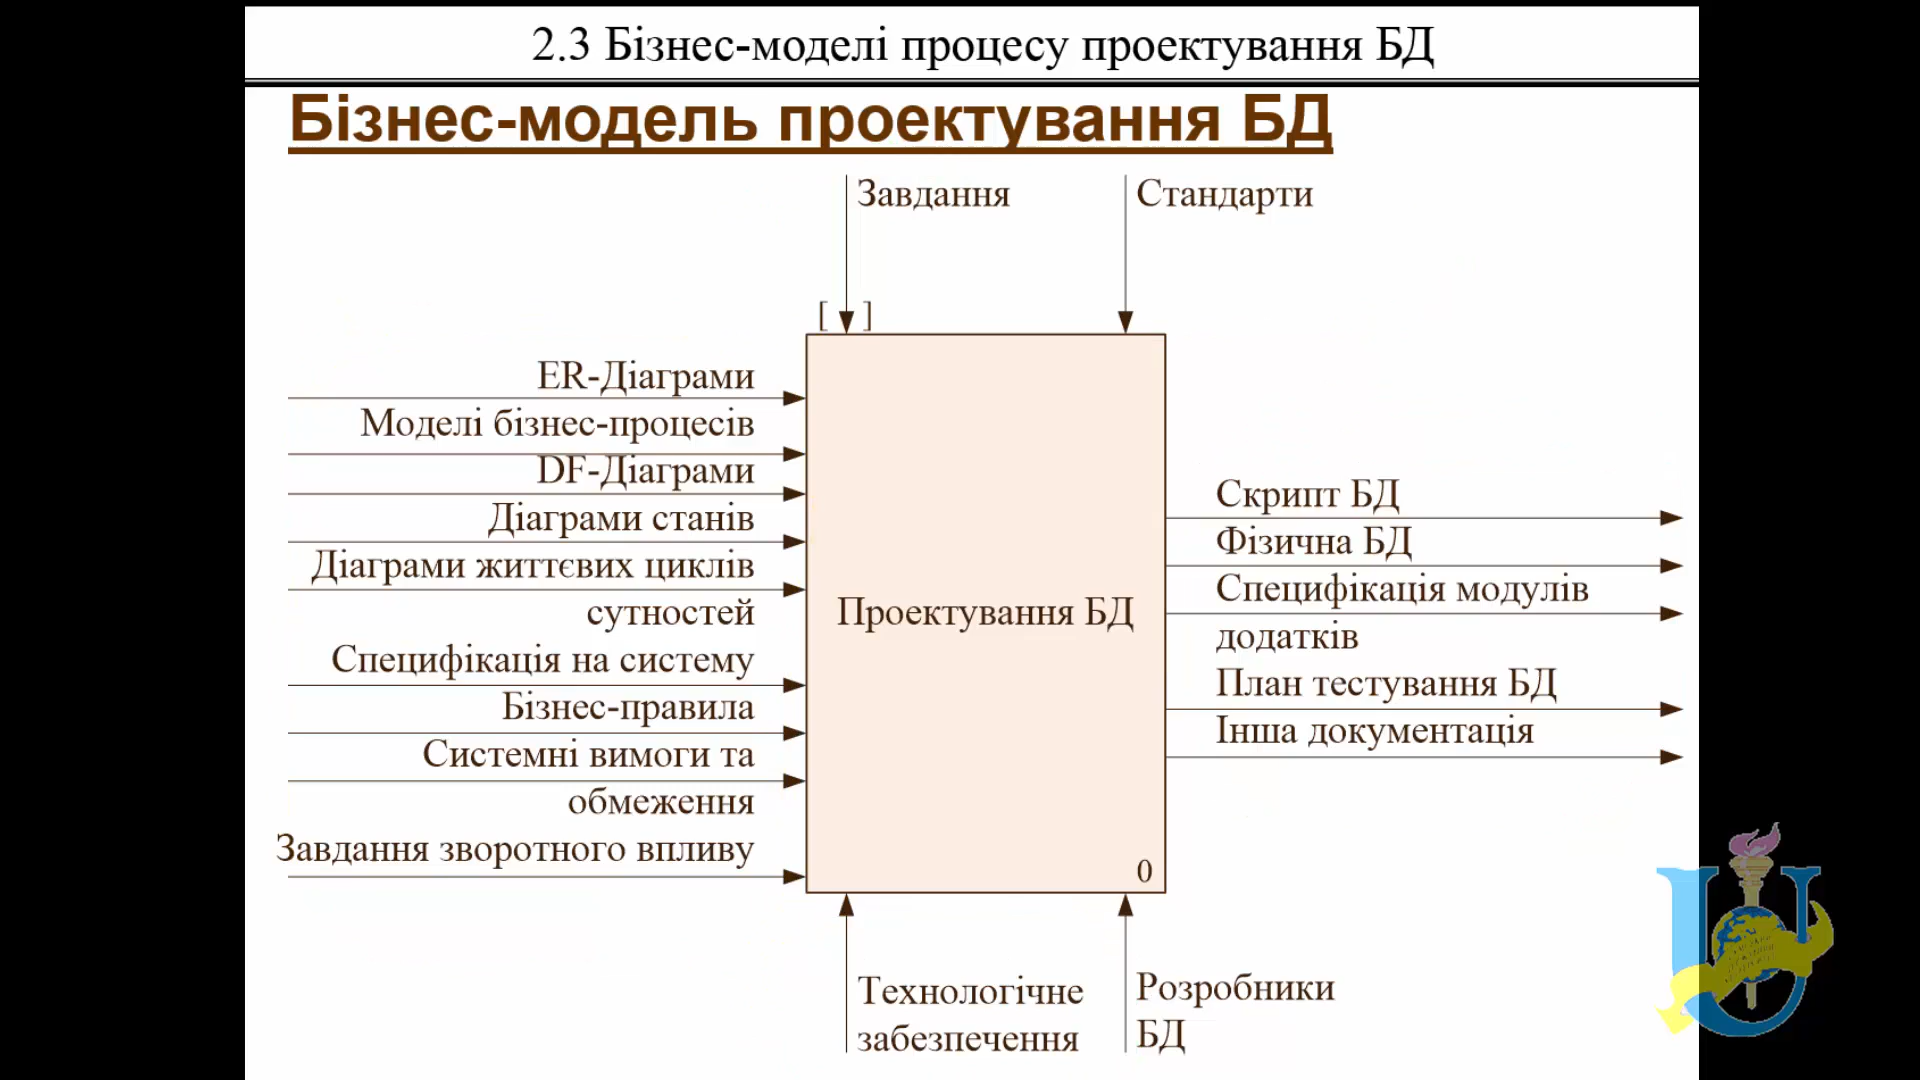 2.3 Бізнес-моделі процесу проектування БД
Бізнес-модель проектування БД
Завдання
Стандарти
[ ]
ER-Діаграми
Моделі бізнес-процесів
DF-Діаграми
Діаграми станів
Діаграми життєвих циклів
сутностей
Специфікація на систему
Бізнес-правила
Системні вимоги та
обмеження
Завдання зворотного впливу
Проектування БД
0
Скрипт БД
Фізична БД
Специфікація модулів
додатків
План тестування БД
Інша документація
Технологічне
забезпечення
Розробники
БД